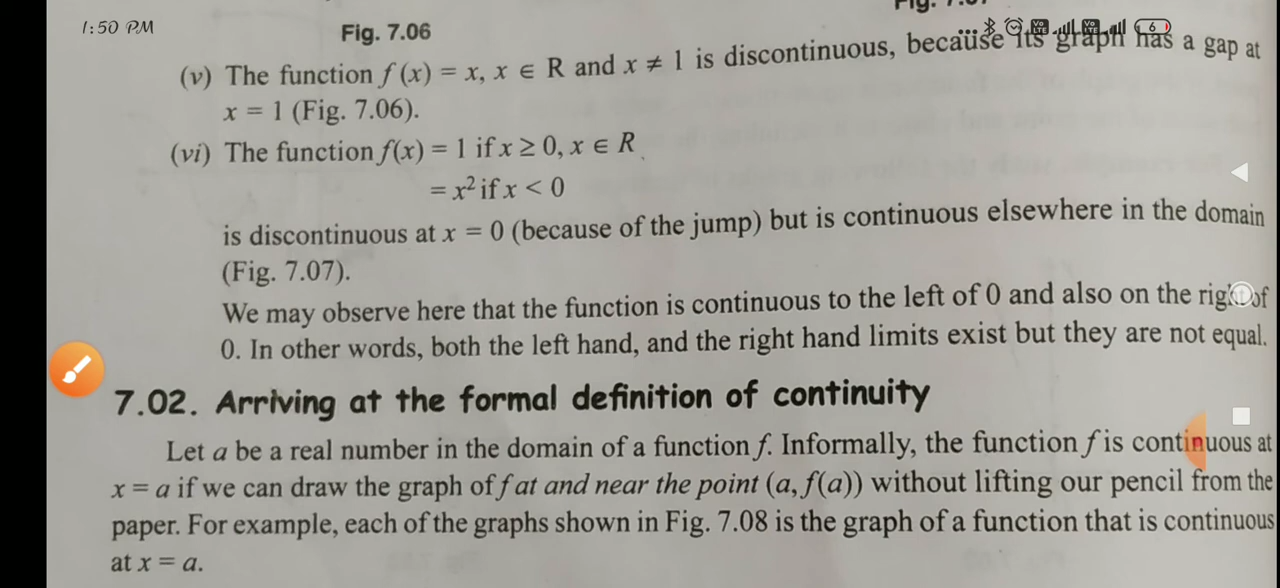 1:50 PM
6
Fig. 7.06
(v) The function f (x) = x, x ∈ R and x ≠ 1 is discontinuous, because its graph has a gap at
x = 1 (Fig. 7.06).
(vi) The function f(x) = 1 if x ≥ 0, x ∈ R
= x² if x < 0
is discontinuous at x = 0 (because of the jump) but is continuous elsewhere in the domain
(Fig. 7.07).
We may observe here that the function is continuous to the left of 0 and also on the right of
0. In other words, both the left hand, and the right hand limits exist but they are not equal.
7.02. Arriving at the formal definition of continuity
Let a be a real number in the domain of a function f. Informally, the function f is continuous at
x = a if we can draw the graph of f at and near the point (a, f(a)) without lifting our pencil from the
paper. For example, each of the graphs shown in Fig. 7.08 is the graph of a function that is continuous
at x = a.